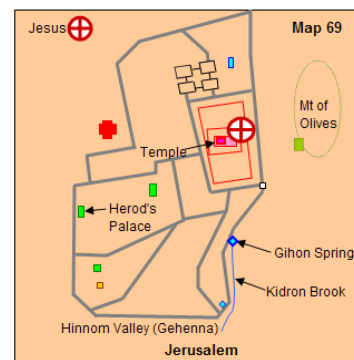 Jesus
Map 69
Mt of
Olives
Temple
Herod's
Palace
Gihon Spring
Kidron Brook
Hinnom Valley (Gehenna)
Jerusalem